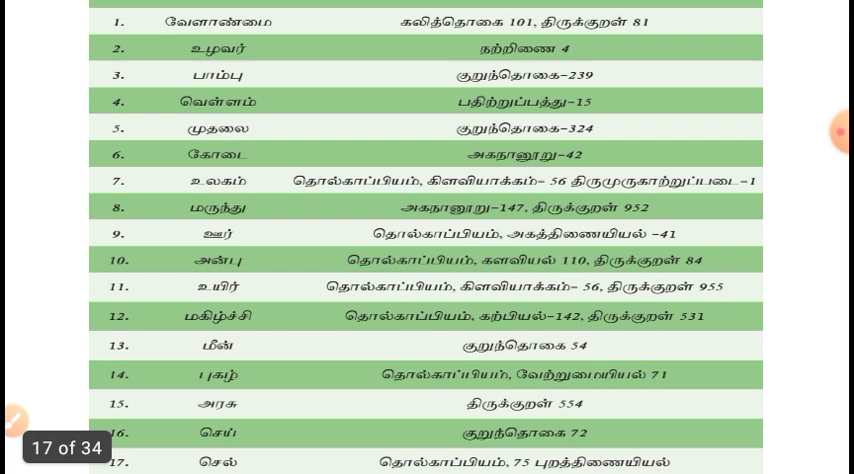 1. வேளாண்மை கலித்தொகை 101, திருக்குறள் 81
2. உழவர் நற்றிணை 4
3. பாம்பு குறுந்தொகை-239
4. வெள்ளம் பதிற்றுப்பத்து-15
5. முதலை குறுந்தொகை-324
6. கோடை அகநானூறு-42
7. உலகம் தொல்காப்பியம், கிளவியாக்கம்- 56 திருமுருகாற்றுப்படை-1
8. மருந்து அகநானூறு-147, திருக்குறள் 952
9. ஊர் தொல்காப்பியம், அகத்திணையியல் -41
10. அன்பு தொல்காப்பியம், களவியல் 110, திருக்குறள் 84
11. உயிர் தொல்காப்பியம், கிளவியாக்கம்- 56, திருக்குறள் 955
12. மகிழ்ச்சி தொல்காப்பியம், கற்பியல்-142, திருக்குறள் 531
13. மீன் குறுந்தொகை 54
14. புகழ் தொல்காப்பியம், வேற்றுமையியல் 71
15. அரசு திருக்குறள் 554
16. செய் குறுந்தொகை 72
17 of 34
17. செல் தொல்காப்பியம், 75 புறத்திணையியல்